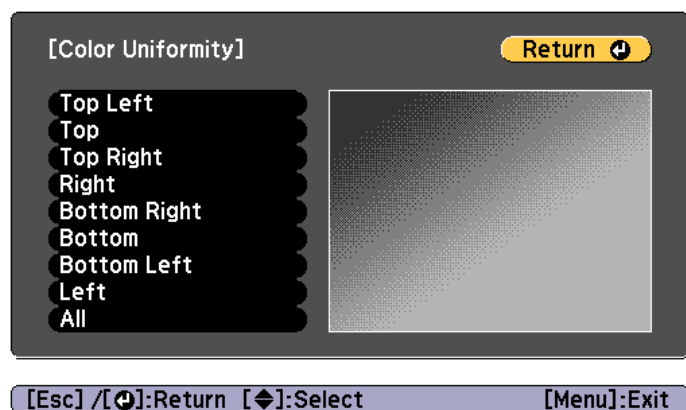 [Color Uniformity]
Return
Top Left
Top
Top Right
Right
Bottom Right
Bottom
Bottom Left
Left
All
[Esc] /[⏎]:Return [◆]:Select [Menu]:Exit